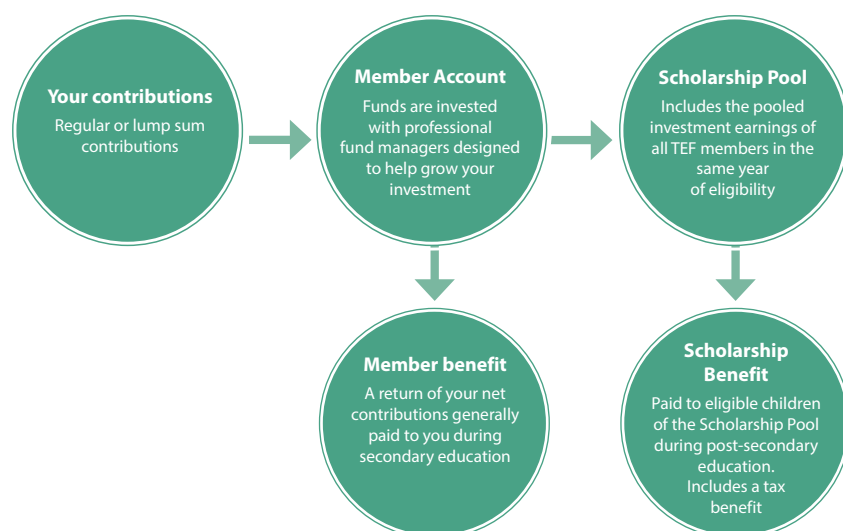 Your contributions
Regular or lump sum
contributions
Member Account
Funds are invested
with professional
fund managers designed
to help grow your
investment
Scholarship Pool
Includes the pooled
investment earnings of
all TEF members in the
same year
of eligibility
Member benefit
A return of your net
contributions generally
paid to you during
secondary education
Scholarship
Benefit
Paid to eligible children
of the Scholarship Pool
during post-secondary
education.
Includes a tax
benefit